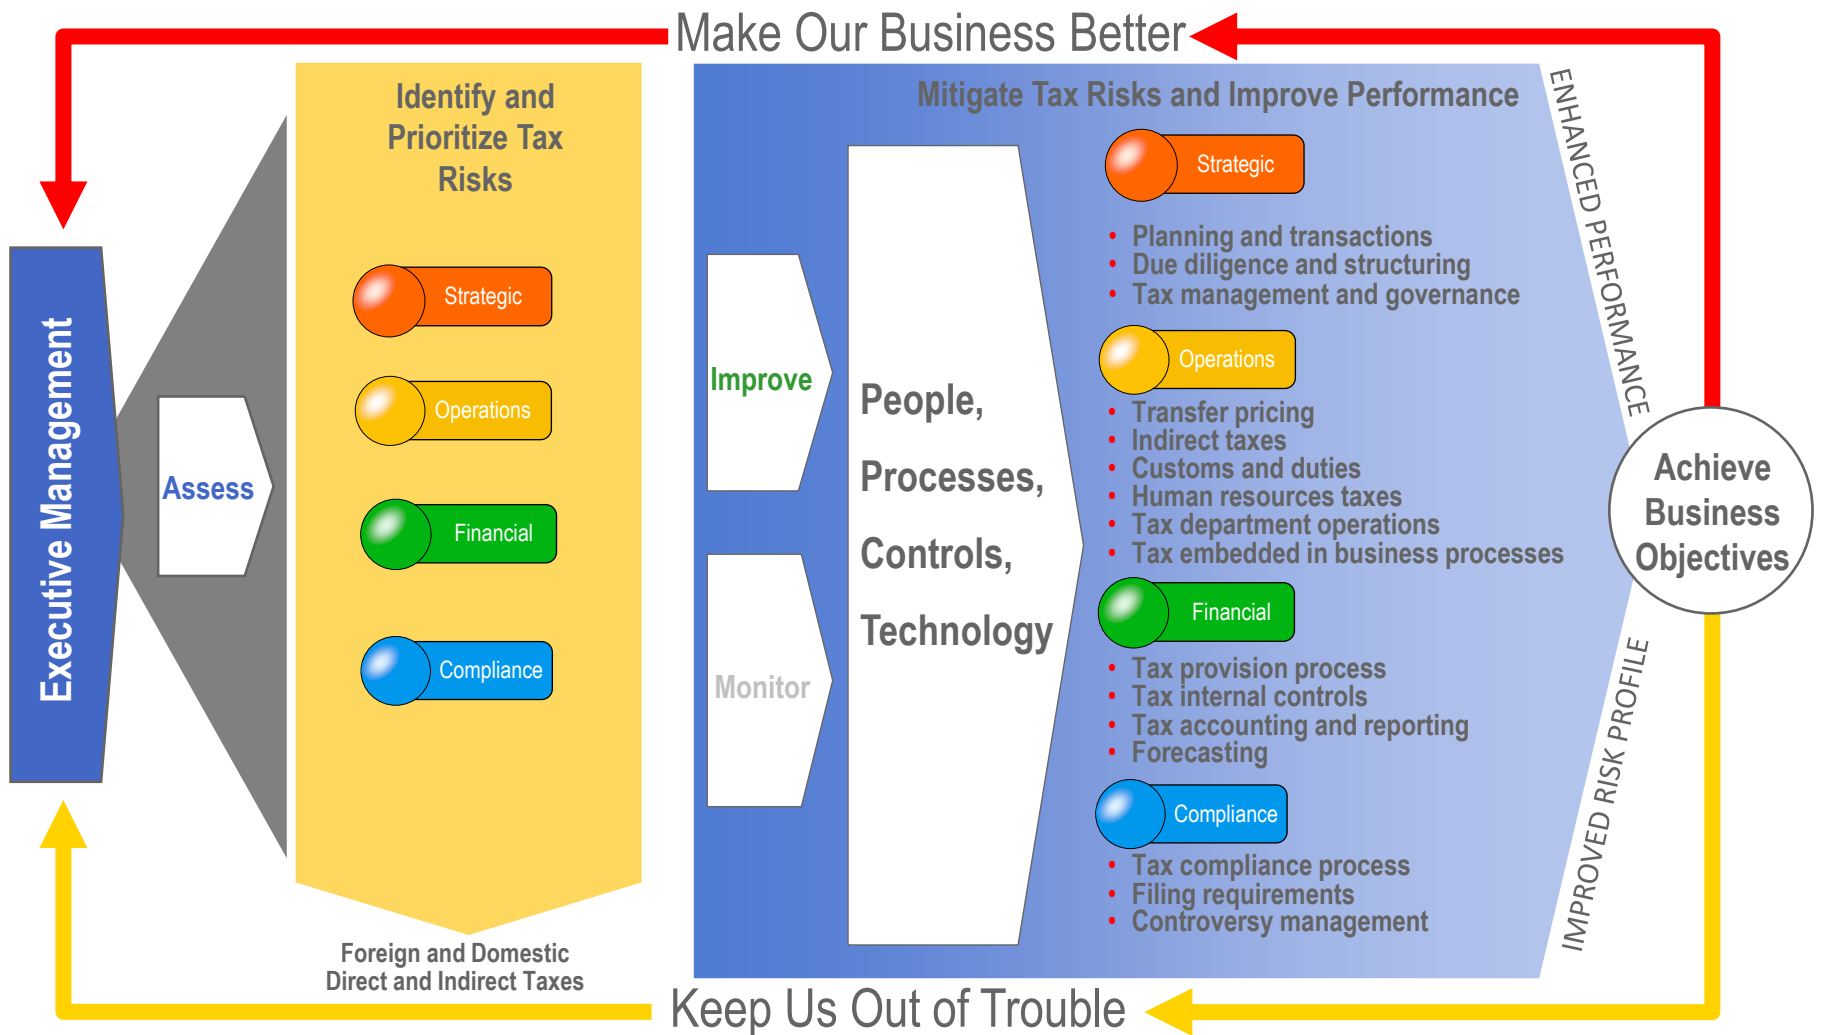 Make Our Business Better
Executive Management
Assess
Identify and
Prioritize Tax
Risks
Strategic
Operations
Financial
Compliance
Foreign and Domestic
Direct and Indirect Taxes
Mitigate Tax Risks and Improve Performance
Improve
Monitor
People,
Processes,
Controls,
Technology
Strategic
• Planning and transactions
• Due diligence and structuring
• Tax management and governance
Operations
• Transfer pricing
• Indirect taxes
• Customs and duties
• Human resources taxes
• Tax department operations
• Tax embedded in business processes
Financial
• Tax provision process
• Tax internal controls
• Tax accounting and reporting
• Forecasting
Compliance
• Tax compliance process
• Filing requirements
• Controversy management
ENHANCED PERFORMANCE
IMPROVED RISK PROFILE
Achieve
Business
Objectives
Keep Us Out of Trouble